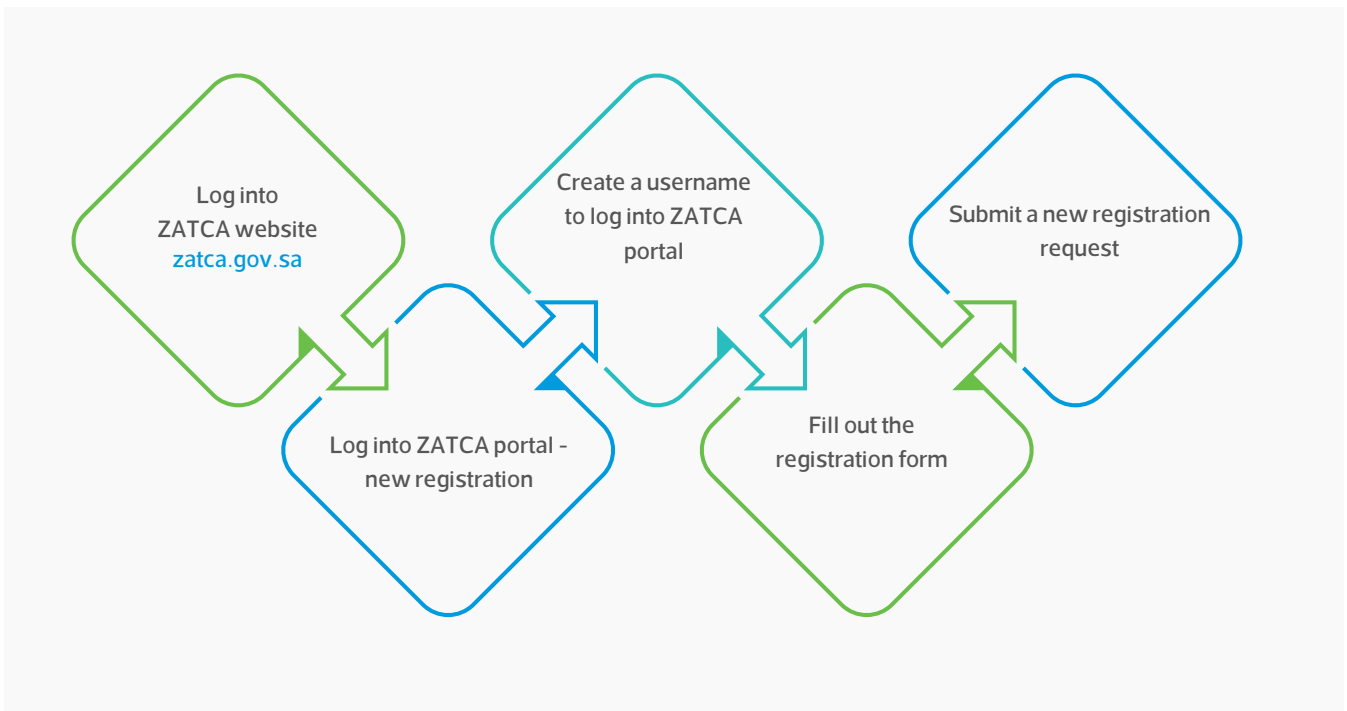 Log into
ZATCA website
zatca.gov.sa
Log into ZATCA portal -
new registration
Create a username
to log into ZATCA
portal
Fill out the
registration form
Submit a new registration
request